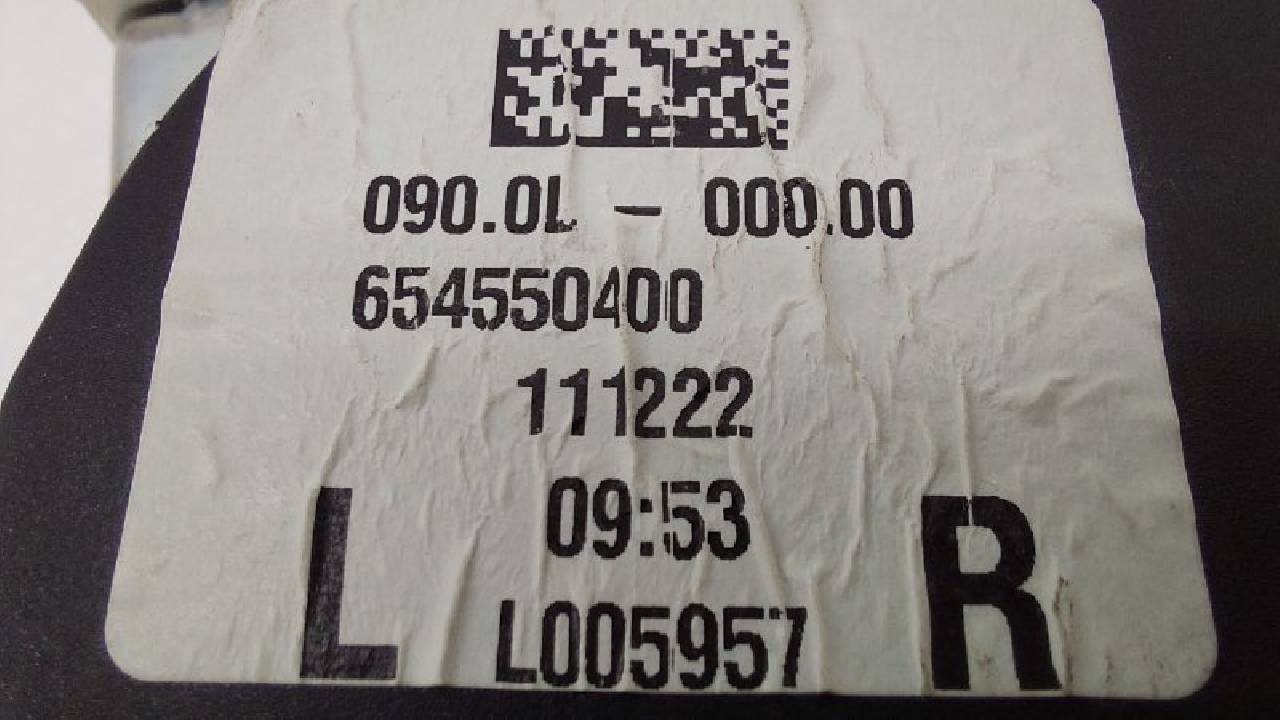 090.0L – 000.00
654550400
111222
09:53
L R
L005957